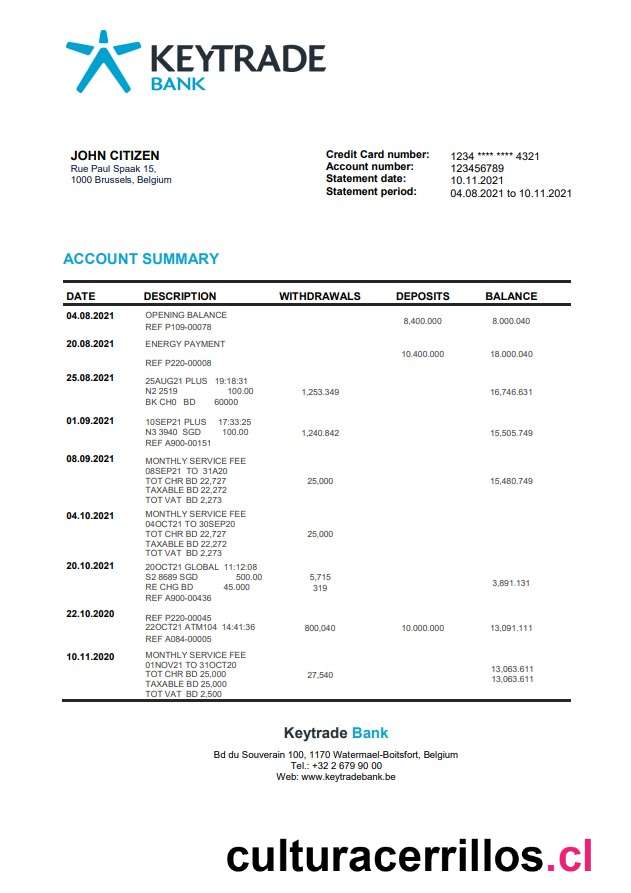 KEYTRADE
BANK
JOHN CITIZEN
Rue Paul Spaak 15,
1000 Brussels, Belgium
Credit Card number: 1234 **** **** 4321
Account number: 123456789
Statement date: 10.11.2021
Statement period: 04.08.2021 to 10.11.2021
ACCOUNT SUMMARY
DATE DESCRIPTION WITHDRAWALS DEPOSITS BALANCE
04.08.2021 OPENING BALANCE
8,400.000 8.000.040
REF P109-00078
20.08.2021 ENERGY PAYMENT
10.400.000 18.000.040
REF P220-00008
25.08.2021 25AUG21 PLUS 19:18:31
N2 2519 100.00 1,253.349 16,746.631
BK CH0 BD 60000
01.09.2021 10SEP21 PLUS 17:33:25
N3 3940 SGD 100.00 1,240.842 15,505.749
REF A900-00151
08.09.2021 MONTHLY SERVICE FEE
08SEP21 TO 31A20
TOT CHR BD 22,727 25,000 15,480.749
TAXABLE BD 22,272
TOT VAT BD 2,273
04.10.2021 MONTHLY SERVICE FEE
04OCT21 TO 30SEP20
TOT CHR BD 22,727 25,000
TAXABLE BD 22,272
TOT VAT BD 2,273
20.10.2021 20OCT21 GLOBAL 11:12:08
S2 8689 SGD 500.00 5,715
3,891.131
RE CHG BD 45.000 319
REF A900-00436
22.10.2020 REF P220-00045
22OCT21 ATM104 14:41:36 800,040 10.000.000 13,091.111
REF A084-00005
10.11.2020 MONTHLY SERVICE FEE
01NOV21 TO 31OCT20
13,063.611
TOT CHR BD 25,000 27,540
13,063.611
TAXABLE BD 25,000
TOT VAT BD 2,500
Keytrade Bank
Bd du Souverain 100, 1170 Watermael-Boitsfort, Belgium
Tel.: +32 2 679 90 00
Web: www.keytradebank.be
culturacerrillos.cl